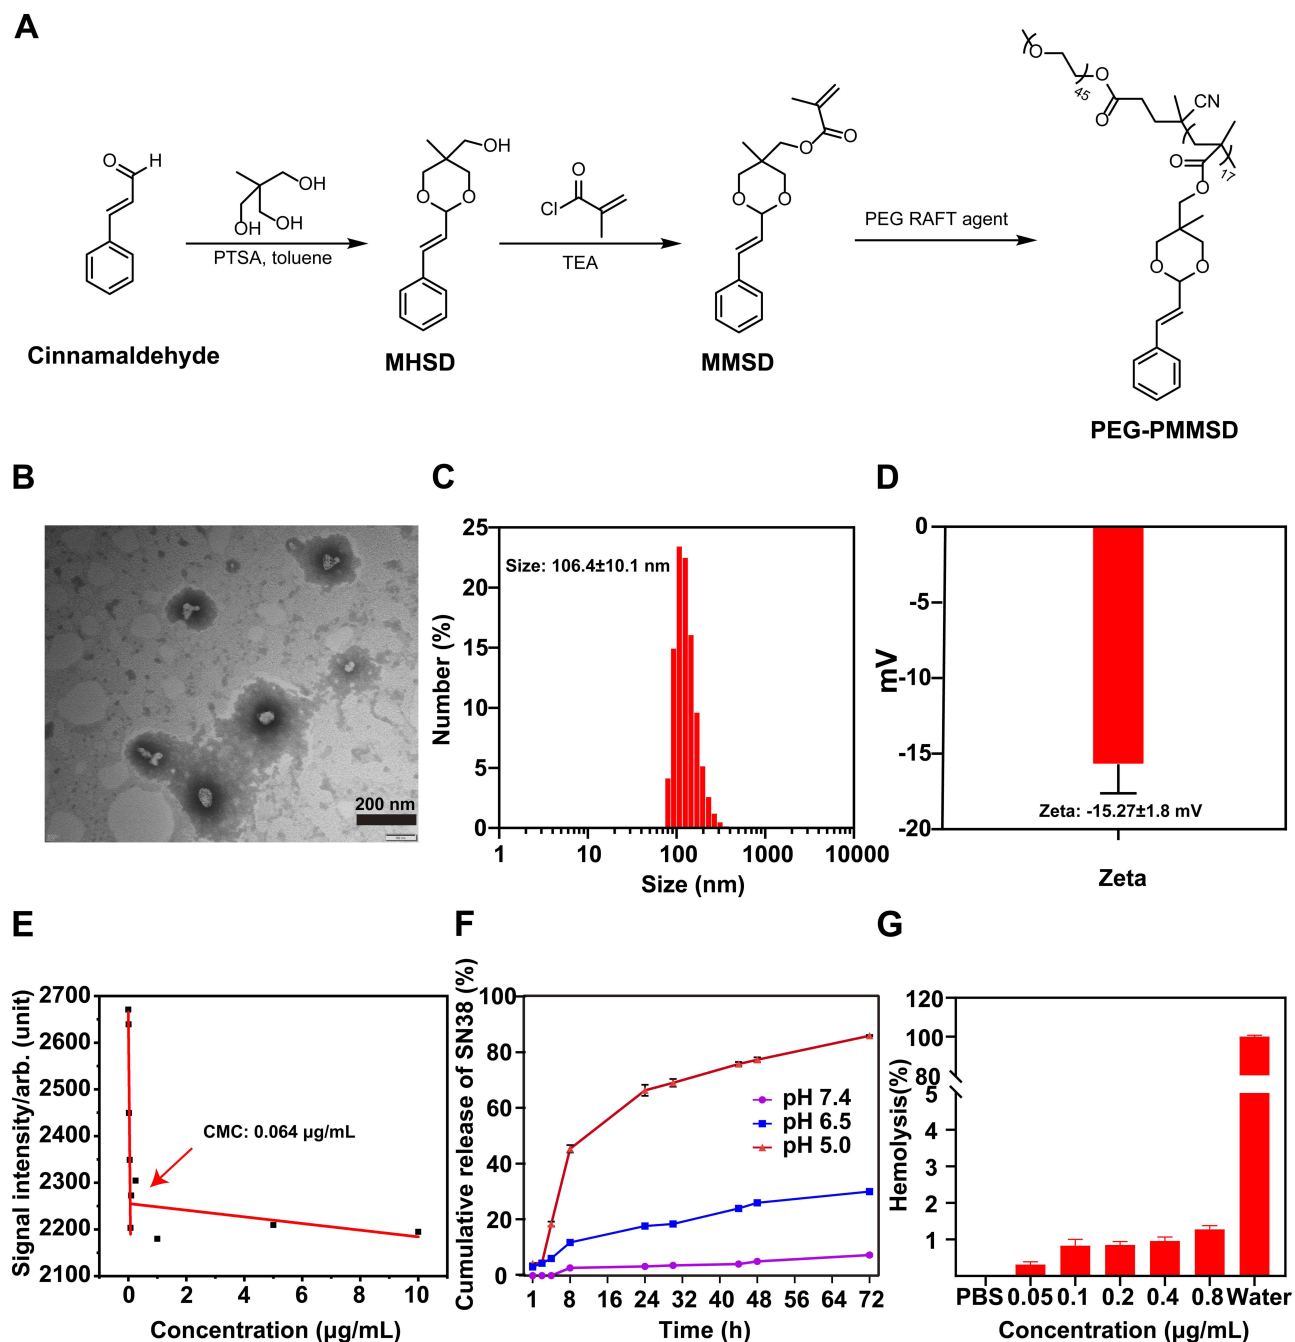 A
O
H
OH
OH
OH
PTSA, toluene
Cinnamaldehyde
OH
O
O
MHSD
O
Cl
TEA
O
O
O
O
MMSD
PEG RAFT agent
O
45
O
O
CN
O
O
17
O
O
PEG-PMMSD
B
200 nm
C
Number (%)
25
20
15
10
5
0
Size: 106.4±10.1 nm
1
10
100
1000
10000
Size (nm)
D
mV
0
-5
-10
-15
-20
Zeta: -15.27±1.8 mV
Zeta
E
Signal intensity/arb. (unit)
2700
2600
2500
2400
2300
2200
2100
CMC: 0.064 µg/mL
0 2 4 6 8 10
Concentration (µg/mL)
F
Cumulative release of SN38 (%)
100
80
60
40
20
0
pH 7.4
pH 6.5
pH 5.0
1 8 16 24 32 40 48 56 64 72
Time (h)
G
Hemolysis(%)
120
100
80
5
4
3
2
1
PBS 0.05 0.1 0.2 0.4 0.8 Water
Concentration (µg/mL)